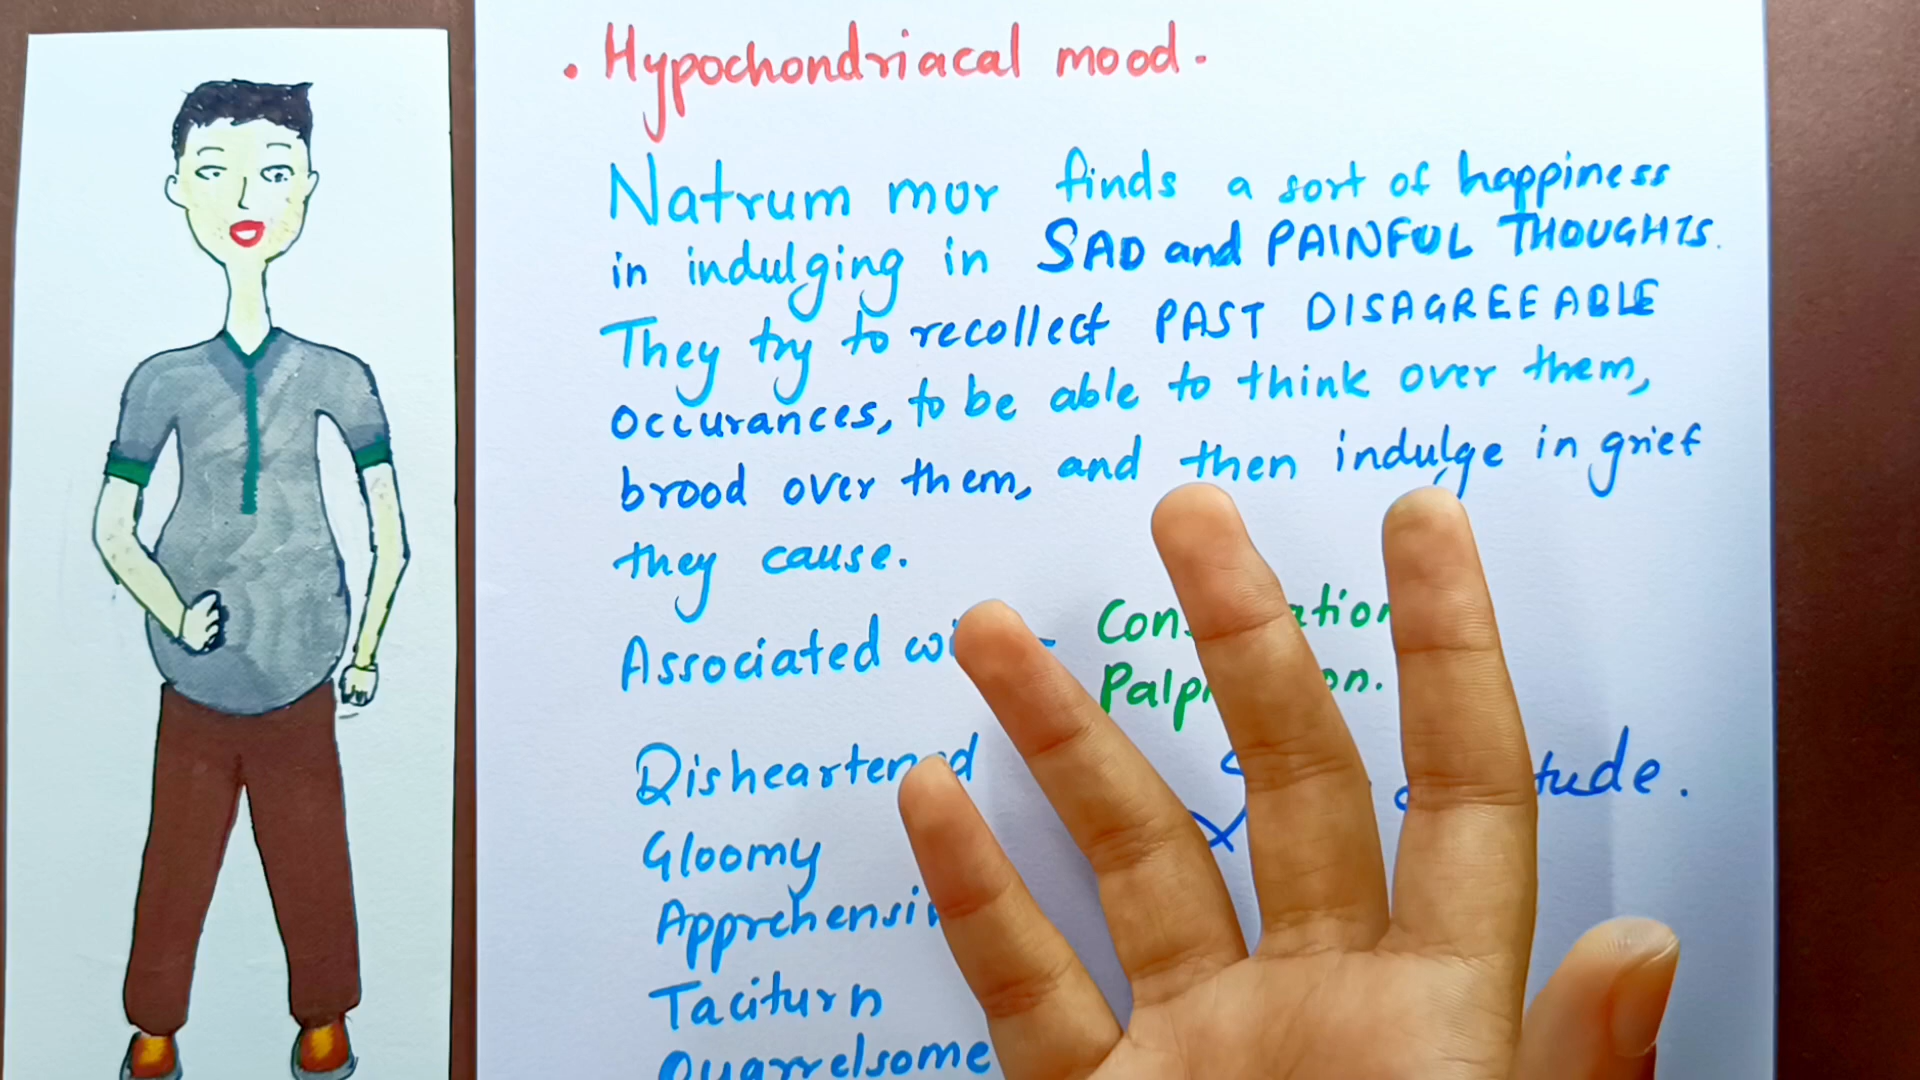 • Hypochondriacal mood.
Natrum mur finds a sort of happiness
in indulging in SAD and PAINFUL THOUGHTS.
They try to recollect PAST DISAGREEABLE
occurances, to be able to think over them,
brood over them, and then indulge in grief
they cause.
Associated
Disheartened
Gloomy
Taciturn
Quarrelsome